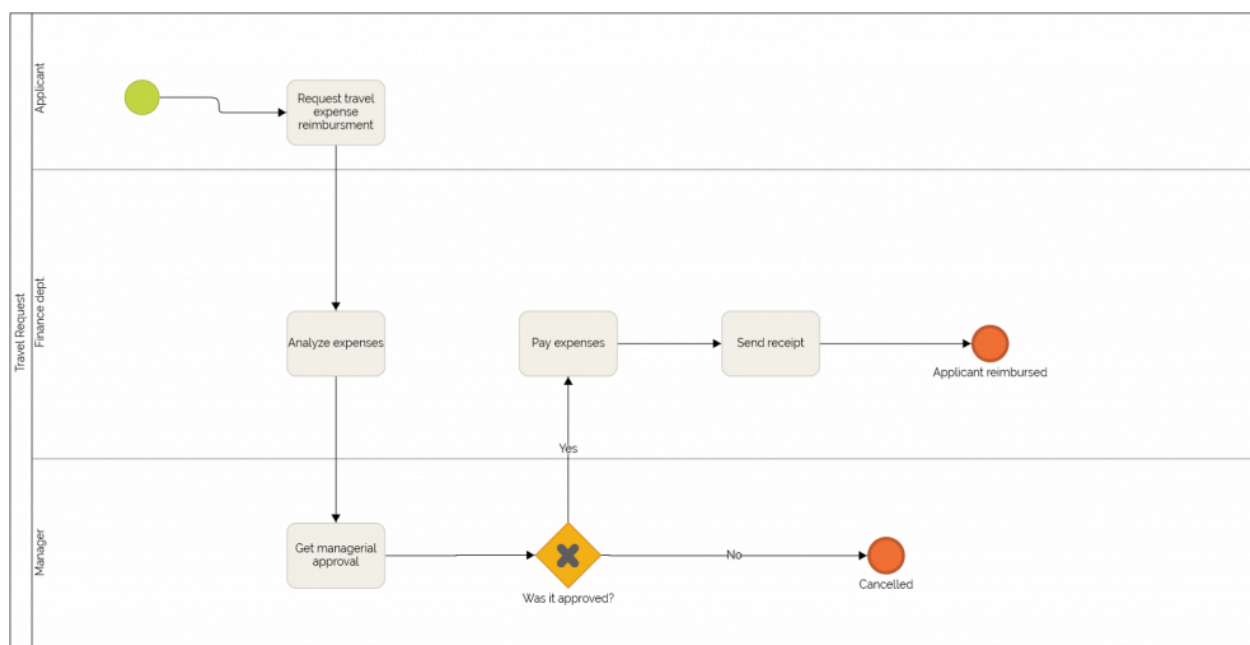 Travel Request
Applicant
Request travel
expense
reimbursment
Finance dept.
Analyze expenses
Pay expenses
Send receipt
Applicant reimbursed
Yes
Manager
Get managerial
approval
Was it approved?
No
Cancelled